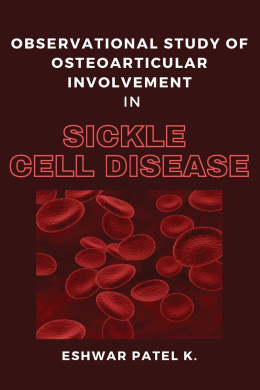 OBSERVATIONAL STUDY OF
OSTEOARTICULAR
INVOLVEMENT
IN
SICKLE
CELL DISEASE
ESHWAR PATEL K.